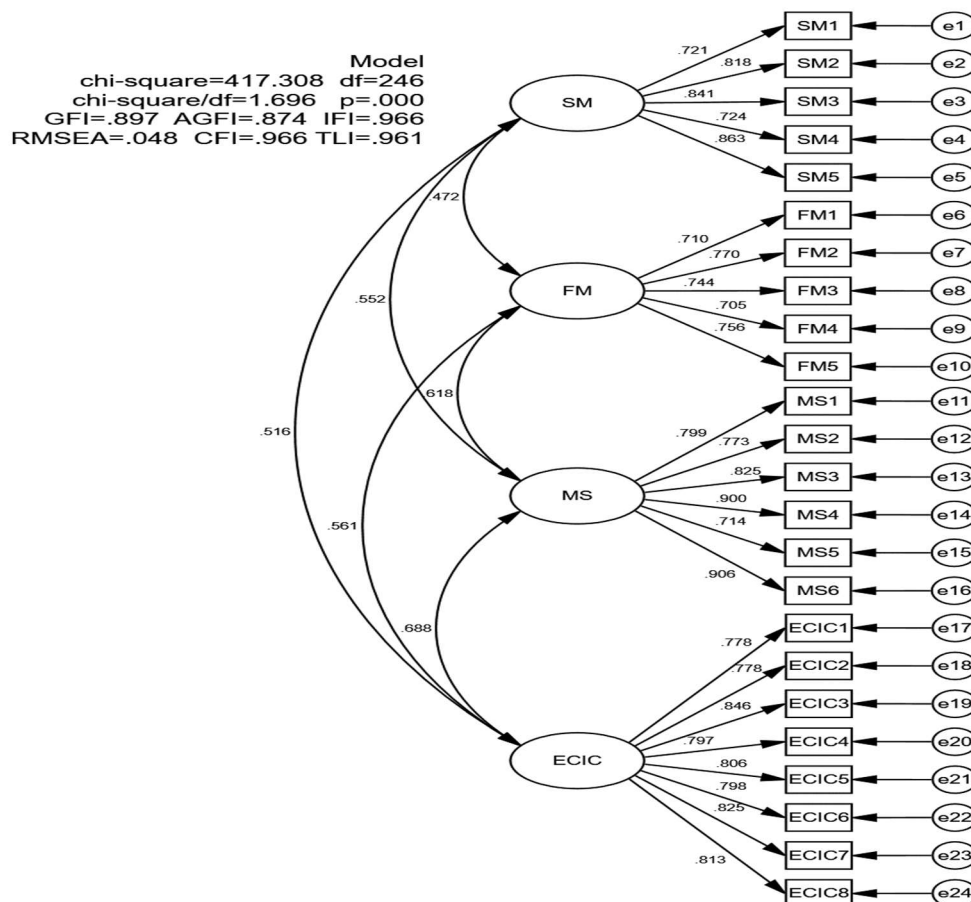 Model
chi-square=417.308 df=246
chi-square/df=1.696 p=.000
GFI=.897 AGFI=.874 IFI=.966
RMSEA=.048 CFI=.966 TLI=.961
SM
FM
MS
ECIC
.472
.552
.618
.516
.561
.688
.721
.818
.841
.724
.863
.710
.770
.744
.705
.756
.799
.773
.825
.900
.714
.906
.778
.778
.846
.797
.806
.798
.825
.813
SM1 e1
SM2 e2
SM3 e3
SM4 e4
SM5 e5
FM1 e6
FM2 e7
FM3 e8
FM4 e9
FM5 e10
MS1 e11
MS2 e12
MS3 e13
MS4 e14
MS5 e15
MS6 e16
ECIC1 e17
ECIC2 e18
ECIC3 e19
ECIC4 e20
ECIC5 e21
ECIC6 e22
ECIC7 e23
ECIC8 e24